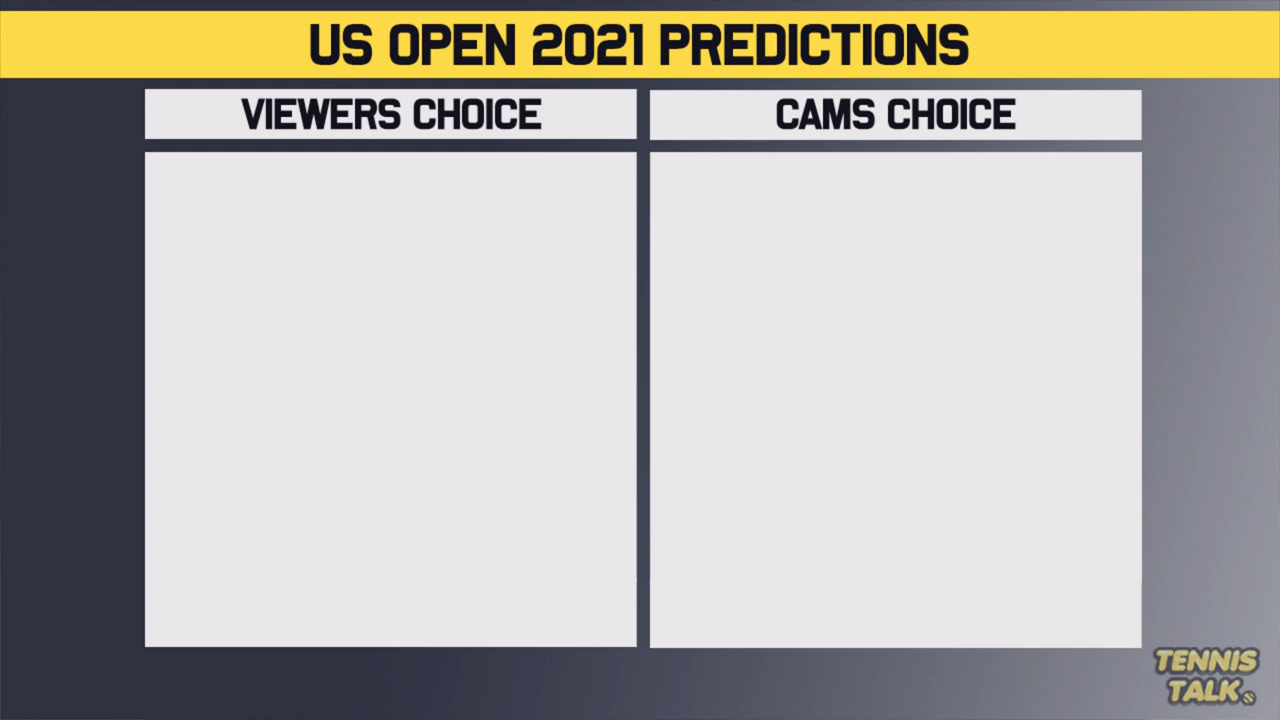 US OPEN 2021 PREDICTIONS
VIEWERS CHOICE
CAMS CHOICE
TENNIS
TALK